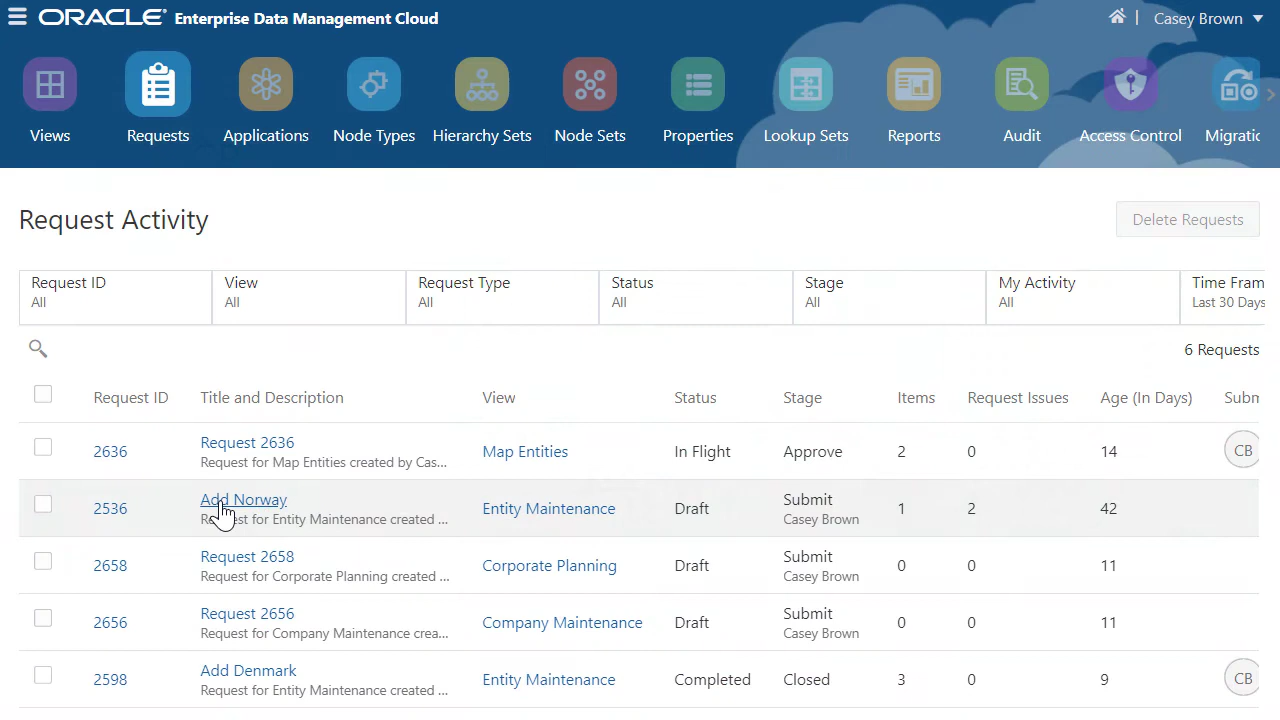 ORACLE® Enterprise Data Management Cloud
Casey Brown
Views Requests Applications Node Types Hierarchy Sets Node Sets Properties Lookup Sets Reports Audit Access Control Migratic
Request Activity
Delete Requests
Request ID View Request Type Status Stage My Activity Time Fram
All All All All All All Last 30 Days
6 Requests
Request ID Title and Description View Status Stage Items Request Issues Age (In Days) Subm
2636 Request 2636 Map Entities In Flight Approve 2 0 14 CB
Request for Map Entities created by Cas...
2536 Add Norway Entity Maintenance Draft Submit 1 2 42
Request for Entity Maintenance created ... Casey Brown
2658 Request 2658 Corporate Planning Draft Submit 0 0 11
Request for Corporate Planning created ... Casey Brown
2656 Request 2656 Company Maintenance Draft Submit 0 0 11
Request for Company Maintenance crea... Casey Brown
2598 Add Denmark Entity Maintenance Completed Closed 3 0 9 CB
Request for Entity Maintenance created ...